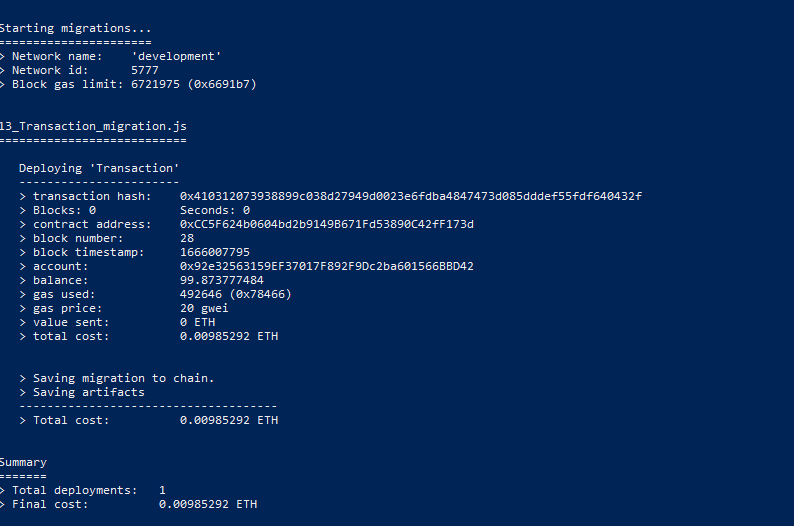 Starting migrations...
======================
> Network name:    'development'
> Network id:      5777
> Block gas limit: 6721975 (0x6691b7)
13_Transaction_migration.js
===========================
Deploying 'Transaction'
-----------------------
> transaction hash:    0x410312073938899c038d27949d0023e6fdba4847473d085dddef55fdf640432f
> Blocks: 0            Seconds: 0
> contract address:    0xCC5F624b0604bd2b9149B671Fd53890C42fF173d
> block number:        28
> block timestamp:     1666007795
> account:             0x92e32563159EF37017F892F9Dc2ba601566BBD42
> balance:             99.873777484
> gas used:            492646 (0x78466)
> gas price:           20 gwei
> value sent:          0 ETH
> total cost:          0.00985292 ETH
> Saving migration to chain.
> Saving artifacts
-------------------------------------
> Total cost:          0.00985292 ETH
Summary
=======
> Total deployments:   1
> Final cost:          0.00985292 ETH